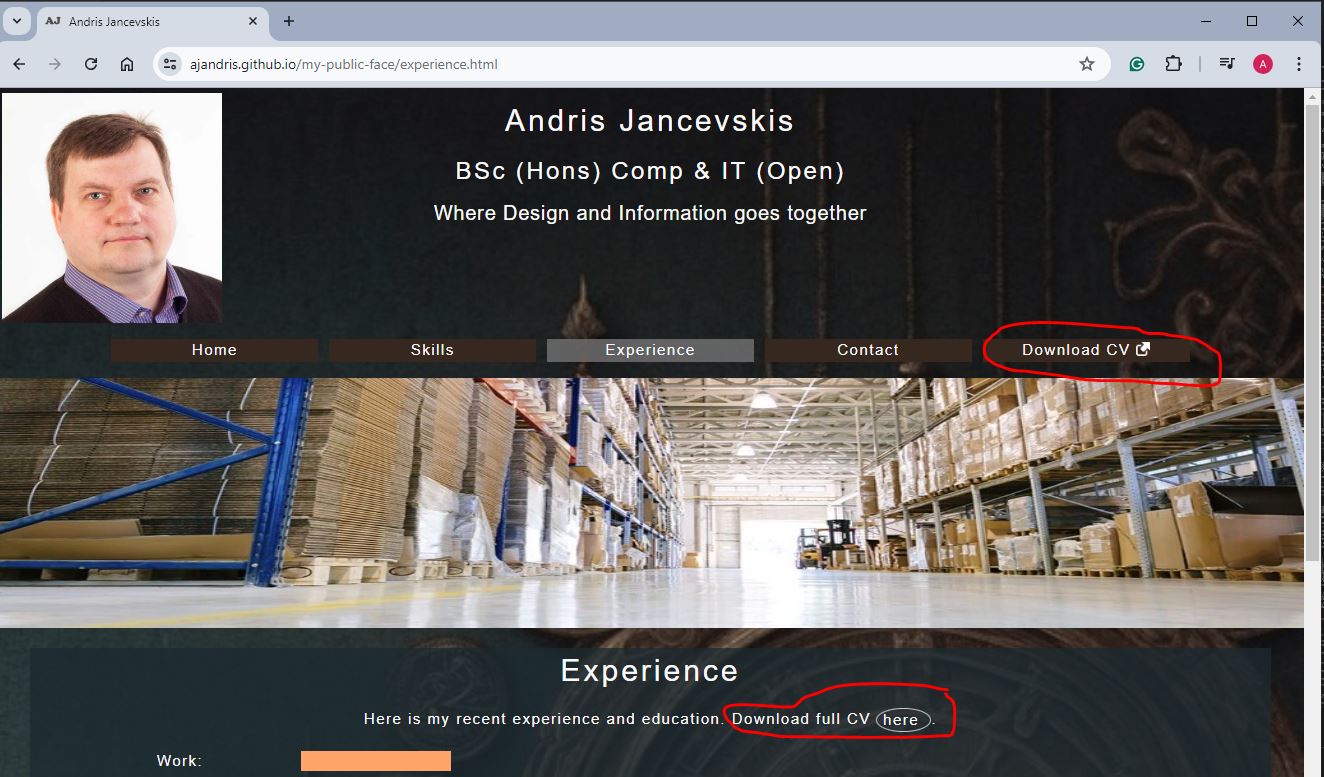 AJ Andris Jancevskis
ajandris.github.io/my-public-face/experience.html
A
Andris Jancevskis
BSc (Hons) Comp & IT (Open)
Where Design and Information goes together
Home Skills Experience Contact Download CV
Experience
Here is my recent experience and education. Download full CV here.
Work: